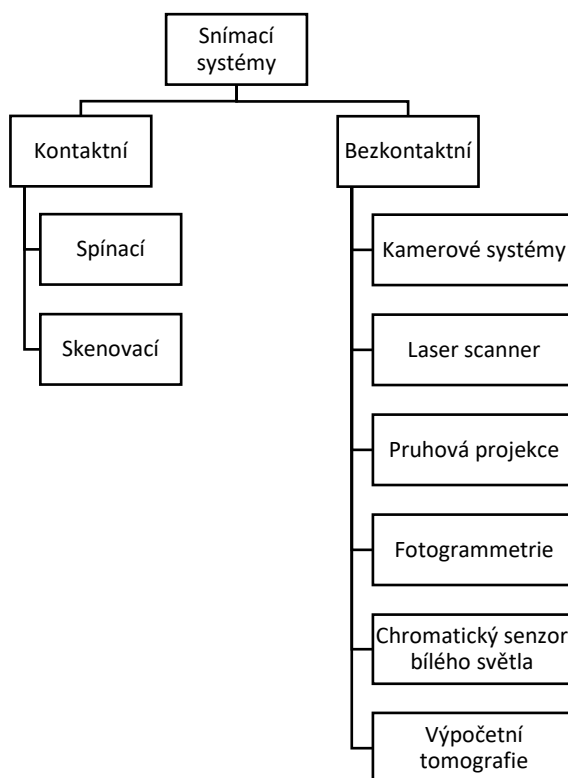 Snímací
systémy
Kontaktní
Spínací
Skenovací
Bezkontaktní
Kamerové systémy
Laser scanner
Pruhová projekce
Fotogrammetrie
Chromatický senzor
bílého světla
Výpočetní
tomografie